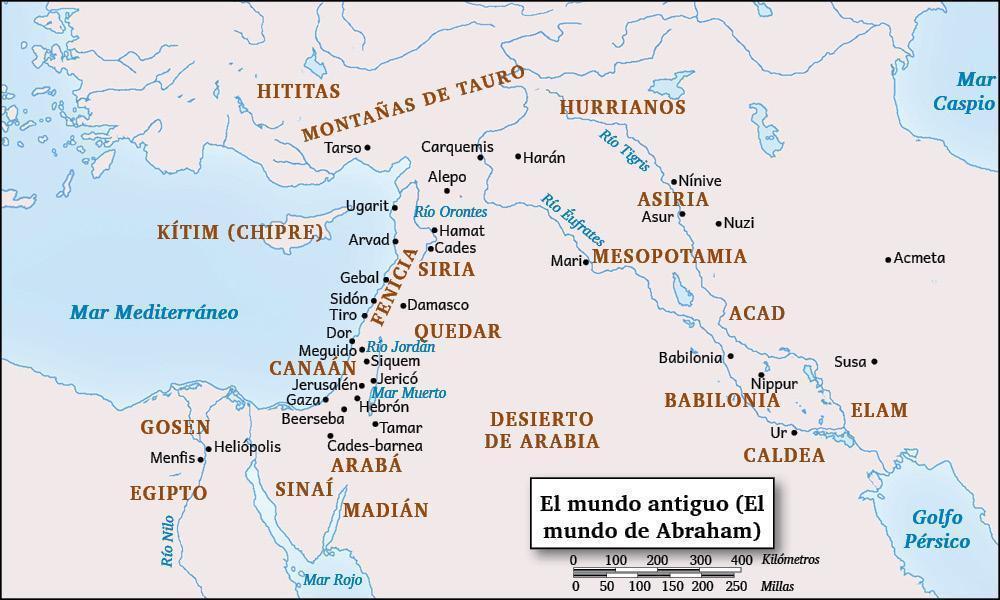 Mar
Caspio
HITITAS
MONTAÑAS DE TAURO
HURRIANOS
Tarso
Carquemis
Harán
Río Tigris
Alepo
Nínive
ASIRIA
Ugarit
Río Orontes
Río Éufrates
Asur
Nuzi
KÍTIM (CHIPRE)
Hamat
Arvad
Cades
Mari
MESOPOTAMIA
Acmeta
SIRIA
Gebal
FENICIA
Sidón
Damasco
Mar Mediterráneo
Tiro
ACAD
Dor
QUEDAR
Meguido
Río Jordán
Siquem
Babilonia
Susa
CANAÁN
Jerusalén
Jericó
Nippur
Gaza
Mar Muerto
BABILONIA
Hebrón
ELAM
Beerseba
DESIERTO
DE ARABIA
GOSEN
Tamar
Ur
Heliópolis
Cades-barnea
CALDEA
Menfis
ARABÁ
EGIPTO
SINAÍ
MADIÁN
Río Nilo
Mar Rojo
Golfo
Pérsico
El mundo antiguo (El
mundo de Abraham)
0 100 200 300 400 Kilómetros
0 50 100 150 200 250 Millas